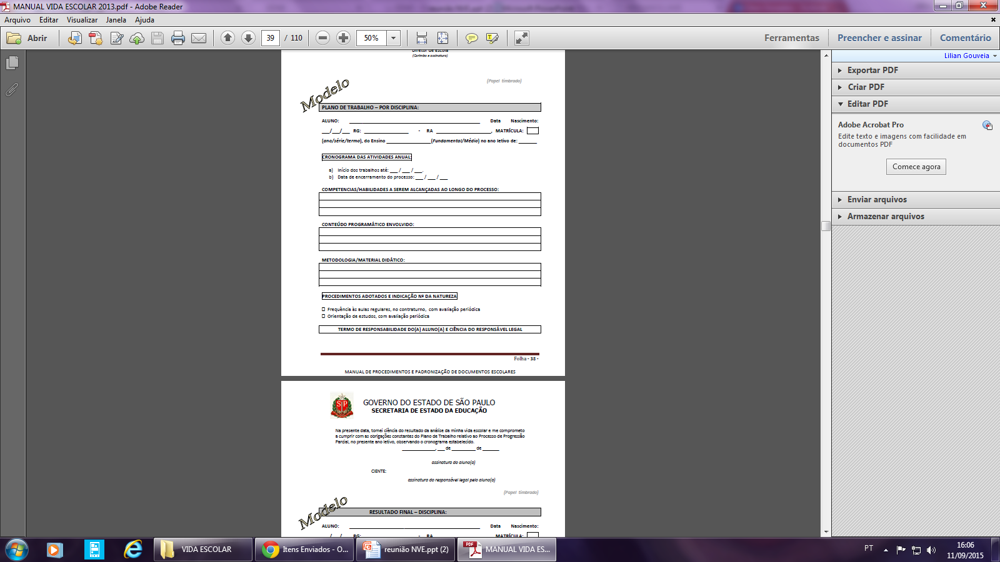 MANUAL VIDA ESCOLAR 2013.pdf - Adobe Reader
Arquivo Editar Visualizar Janela Ajuda
Abrir 39 / 110 50% Ferramentas Preencher e assinar Comentário
Lilian Gouveia
Exportar PDF
Criar PDF
Editar PDF
Adobe Acrobat Pro
Edite texto e imagens com facilidade em
documentos PDF
Comece agora
Enviar arquivos
Armazenar arquivos
Diretor de Escola
(Carimbo e assinatura)
(Papel timbrado)
Modelo
PLANO DE TRABALHO – POR DISCIPLINA:
ALUNO: ____________________ Data Nascimento:
___/___/___ RG: __________________ - RA ______________________, MATRÍCULA:
(ano/série/termo), do Ensino __________________(Fundamental/Médio) no ano letivo de: _______
CRONOGRAMA DAS ATIVIDADES ANUAL:
a) Início dos trabalhos até: ___ / ___ / ___.
b) Data de encerramento do processo: ___ / ___ / ___
COMPETENCIAS/HABILIDADES A SEREM ALCANÇADAS AO LONGO DO PROCESSO:
CONTEÚDO PROGRAMÁTICO ENVOLVIDO:
METODOLOGIA/MATERIAL DIDÁTICO:
PROCEDIMENTOS ADOTADOS E INDICAÇÃO Nº DA NATUREZA
Frequência às aulas regulares, no contraturno, com avaliação periódica
Orientação de estudos, com avaliação periódica
TERMO DE RESPONSABILIDADE DO(A) ALUNO(A) E CIÊNCIA DO RESPONSÁVEL LEGAL
Folha - 38 -
MANUAL DE PROCEDIMENTOS E PADRONIZAÇÃO DE DOCUMENTOS ESCOLARES
SP
GOVERNO DO ESTADO DE SÃO PAULO
SECRETARIA DE ESTADO DA EDUCAÇÃO
Na presente data, tomei ciência do resultado da análise da minha vida escolar e me comprometo
a cumprir com as obrigações constantes do Plano de Trabalho relativo ao Processo de Progressão
Parcial, no presente ano letivo, observando o cronograma estabelecido.
______________, ___ de __________ de _______
assinatura do aluno(a)
CIENTE:
assinatura do responsável legal pelo aluno(a)
(Papel timbrado)
Modelo
RESULTADO FINAL – DISCIPLINA:
ALUNO: ____________________ Data Nascimento:
/ / RG: - RA MATRÍCULA:
VIDA ESCOLAR
Itens Enviados - O...
reunião NVE.ppt (2)
PDF
MANUAL VIDA ES...
PT
16:06
11/09/2015